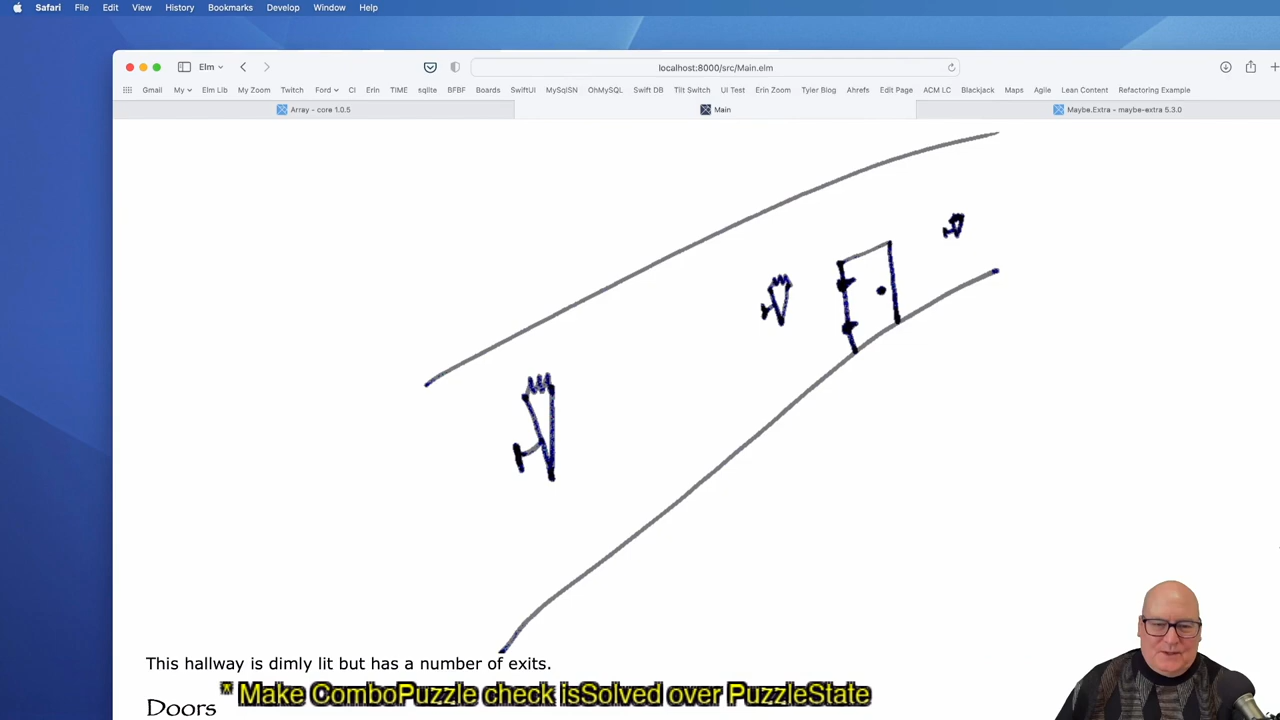 Safari File Edit View History Bookmarks Develop Window Help
Elm localhost:8000/src/Main.elm
Gmail My Elm Lib My Zoom Twitch Ford CI Erin TIME sqlite BFBF Boards SwiftUI MySqlSN OhMySQL Swift DB Tlit Switch UI Test Erin Zoom Tyler Blog Ahrefs Edit Page ACM LC Blackjack Maps Agile Lean Content Refactoring Example
Array - core 1.0.5 Main Maybe.Extra - maybe-extra 5.3.0
This hallway is dimly lit but has a number of exits.
* Make ComboPuzzle check isSolved over PuzzleState
Doors